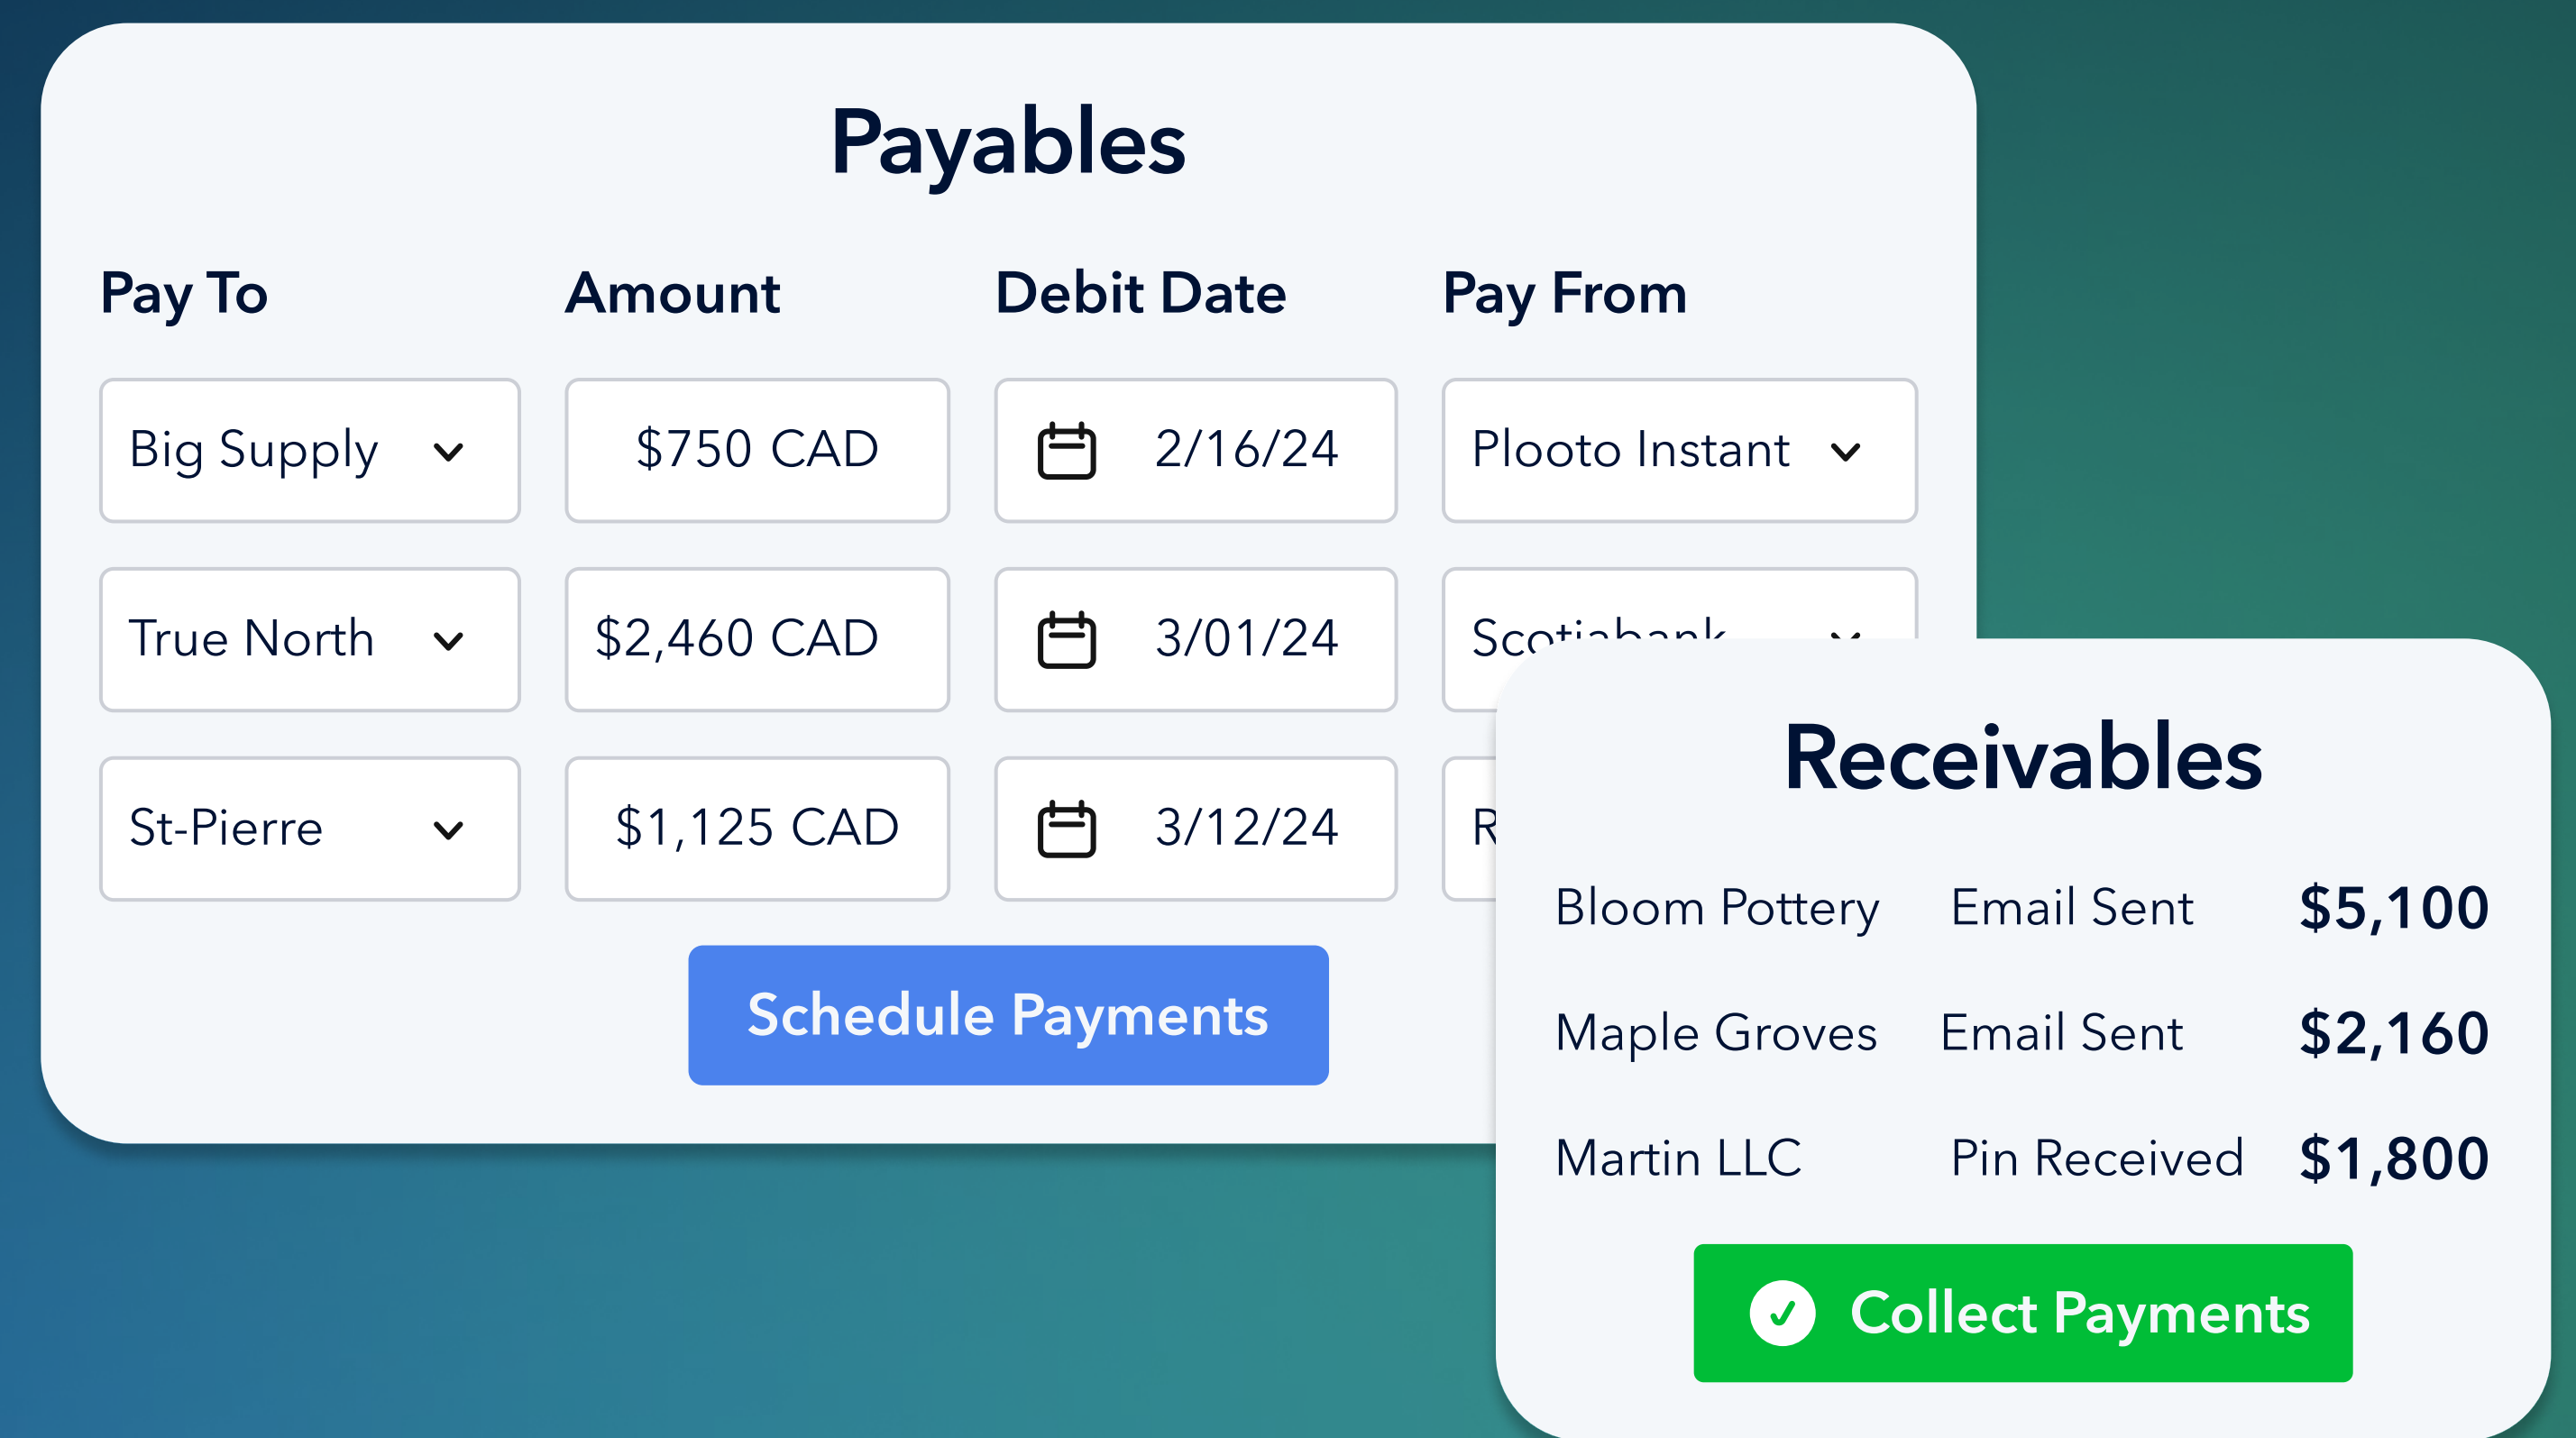 Payables
Pay To Amount Debit Date Pay From
Big Supply $750 CAD 2/16/24 Plooto Instant
True North $2,460 CAD 3/01/24 Scotiabank
St-Pierre $1,125 CAD 3/12/24
Schedule Payments
Receivables
Bloom Pottery Email Sent $5,100
Maple Groves Email Sent $2,160
Martin LLC Pin Received $1,800
Collect Payments